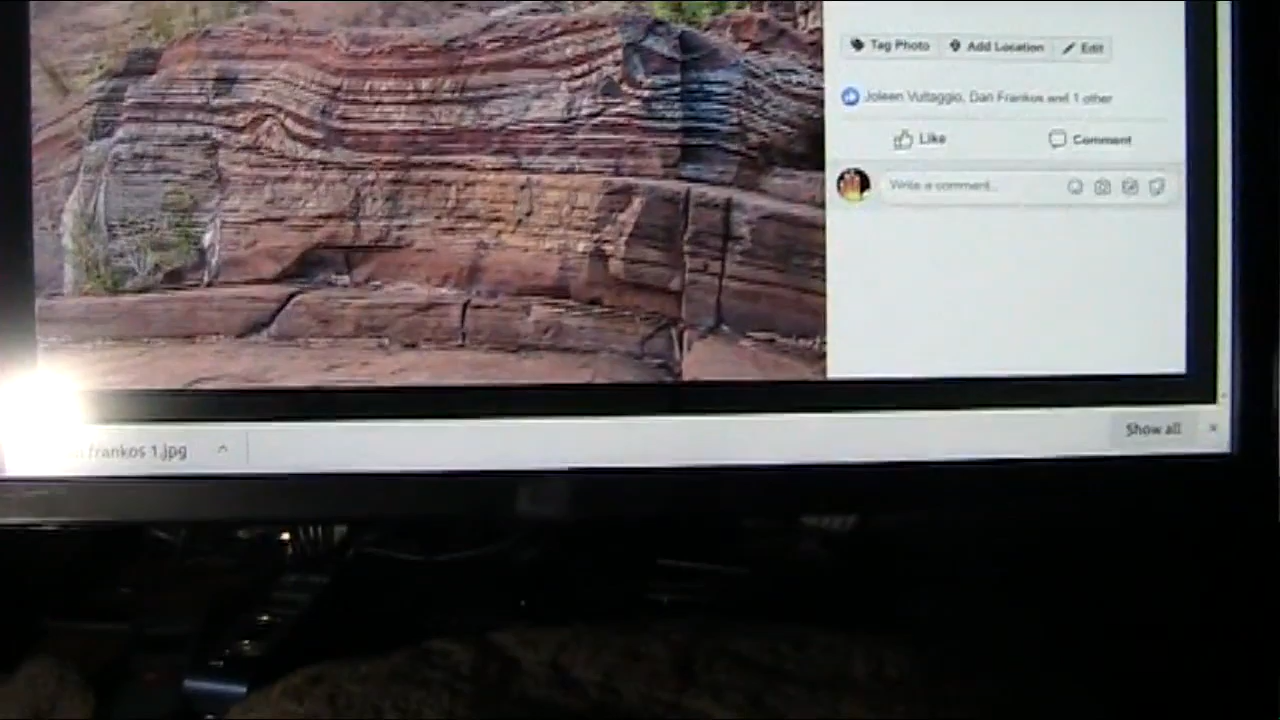 Tag Photo Add Location Edit
Joleen Vultaggio, Dan Frankos and 1 other
Like Comment
Write a comment...
frankos 1.jpg
Show all